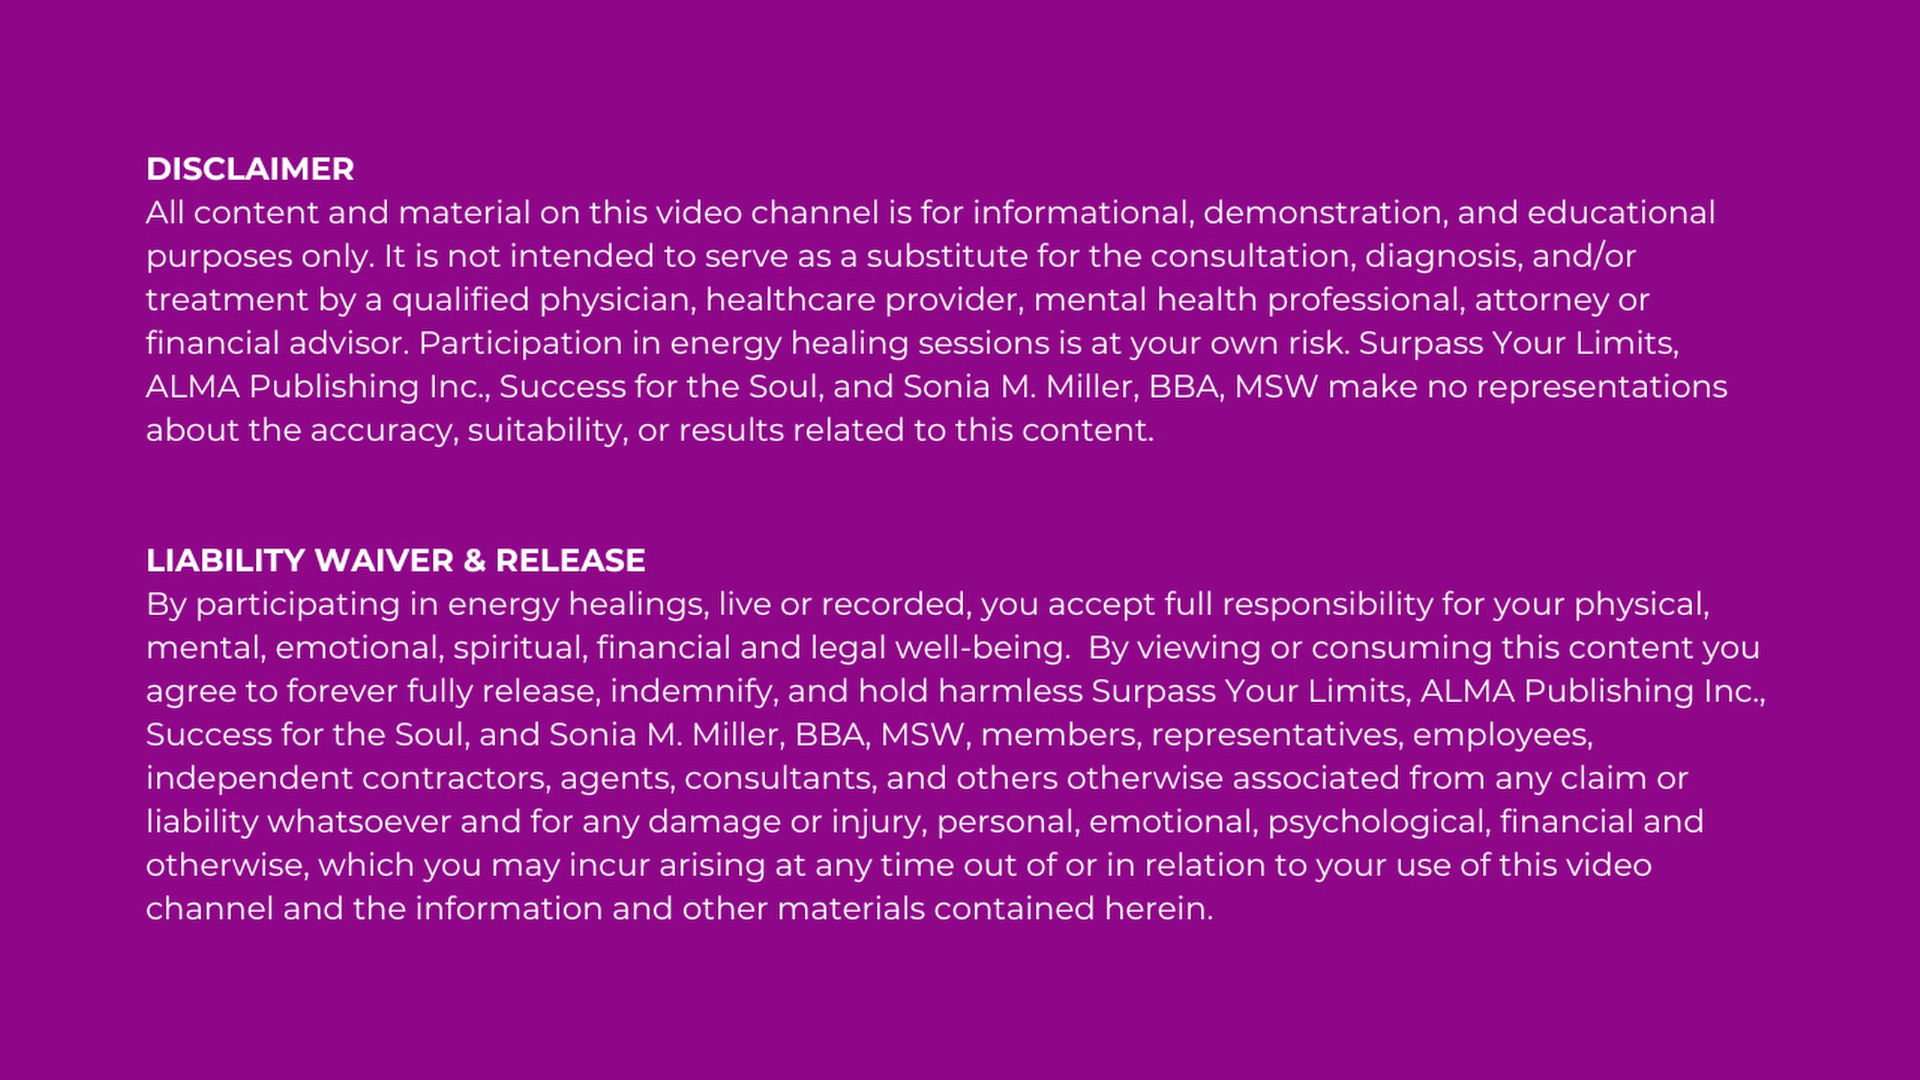 DISCLAIMER
All content and material on this video channel is for informational, demonstration, and educational
purposes only. It is not intended to serve as a substitute for the consultation, diagnosis, and/or
treatment by a qualified physician, healthcare provider, mental health professional, attorney or
financial advisor. Participation in energy healing sessions is at your own risk. Surpass Your Limits,
ALMA Publishing Inc., Success for the Soul, and Sonia M. Miller, BBA, MSW make no representations
about the accuracy, suitability, or results related to this content.
LIABILITY WAIVER & RELEASE
By participating in energy healings, live or recorded, you accept full responsibility for your physical,
mental, emotional, spiritual, financial and legal well-being.  By viewing or consuming this content you
agree to forever fully release, indemnify, and hold harmless Surpass Your Limits, ALMA Publishing Inc.,
Success for the Soul, and Sonia M. Miller, BBA, MSW, members, representatives, employees,
independent contractors, agents, consultants, and others otherwise associated from any claim or
liability whatsoever and for any damage or injury, personal, emotional, psychological, financial and
otherwise, which you may incur arising at any time out of or in relation to your use of this video
channel and the information and other materials contained herein.